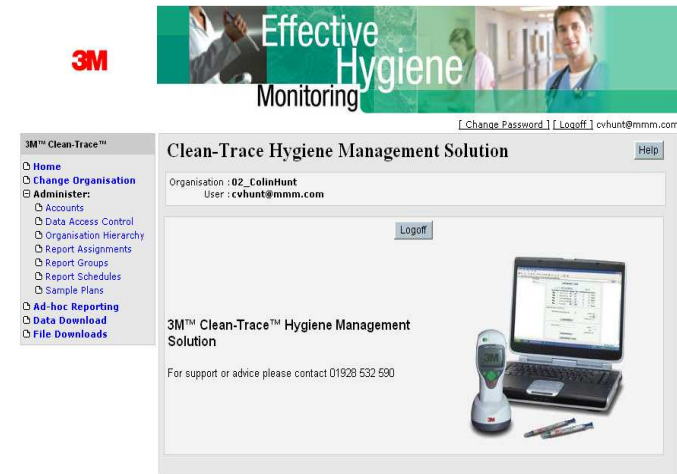 3M
Effective
Hygiene
Monitoring
[ Change Password ] [ Logoff ] cvhunt@mmm.com
3M™ Clean-Trace™
Home
Change Organisation
Administer:
Accounts
Data Access Control
Organisation Hierarchy
Report Assignments
Report Groups
Report Schedules
Sample Plans
Ad-hoc Reporting
Data Download
File Downloads
Clean-Trace Hygiene Management Solution
Help
Organisation : 02_ColinHunt
User : cvhunt@mmm.com
Logoff
3M™ Clean-Trace™ Hygiene Management
Solution
For support or advice please contact 01928 532 590
3M